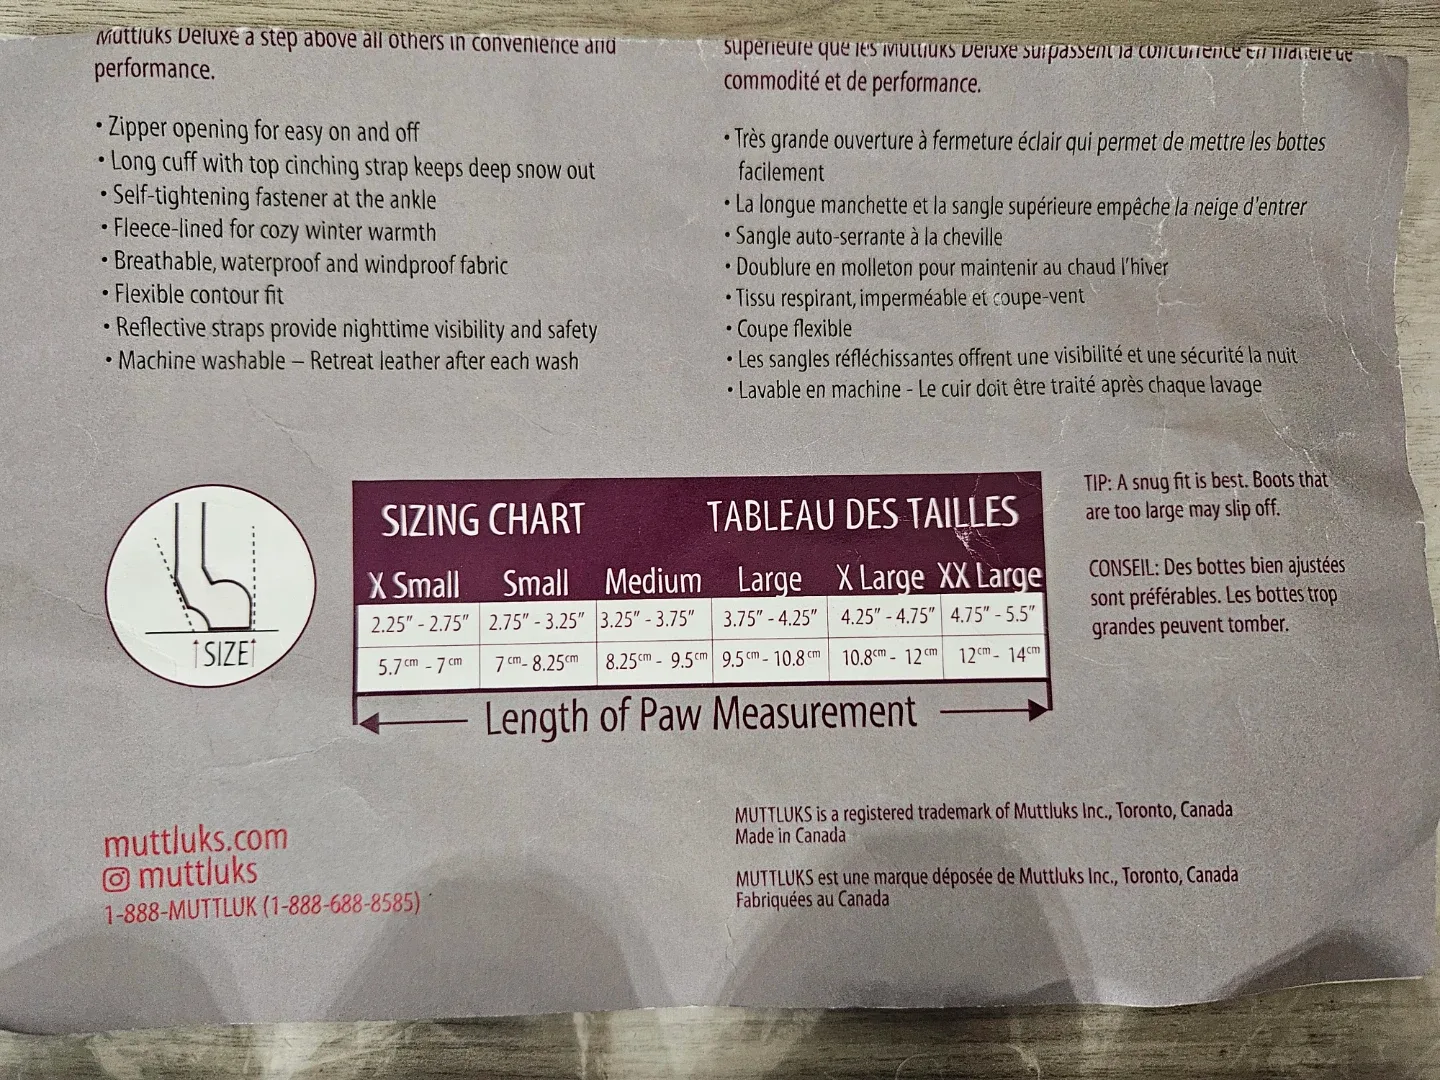 Muttluks Deluxe a step above all others in convenience and
performance.
• Zipper opening for easy on and off
• Long cuff with top cinching strap keeps deep snow out
• Self-tightening fastener at the ankle
• Fleece-lined for cozy winter warmth
• Breathable, waterproof and windproof fabric
• Flexible contour fit
• Reflective straps provide nighttime visibility and safety
• Machine washable – Retreat leather after each wash
supérieure que les Muttluks Deluxe surpassent la concurrence en matière de
commodité et de performance.
• Très grande ouverture à fermeture éclair qui permet de mettre les bottes
facilement
• La longue manchette et la sangle supérieure empêche la neige d'entrer
• Sangle auto-serrante à la cheville
• Doublure en molleton pour maintenir au chaud l'hiver
• Tissu respirant, imperméable et coupe-vent
• Coupe flexible
• Les sangles réfléchissantes offrent une visibilité et une sécurité la nuit
• Lavable en machine - Le cuir doit être traité après chaque lavage
SIZE
SIZING CHART TABLEAU DES TAILLES
X Small Small Medium Large X Large XX Large
2.25" - 2.75" 2.75" - 3.25" 3.25" - 3.75" 3.75" - 4.25" 4.25" - 4.75" 4.75" - 5.5"
5.7cm - 7cm 7cm - 8.25cm 8.25cm - 9.5cm 9.5cm - 10.8cm 10.8cm - 12cm 12cm - 14cm
Length of Paw Measurement
TIP: A snug fit is best. Boots that
are too large may slip off.
CONSEIL: Des bottes bien ajustées
sont préférables. Les bottes trop
grandes peuvent tomber.
muttluks.com
muttluks
1-888-MUTTLUK (1-888-688-8585)
MUTTLUKS is a registered trademark of Muttluks Inc., Toronto, Canada
Made in Canada
MUTTLUKS est une marque déposée de Muttluks Inc., Toronto, Canada
Fabriquées au Canada